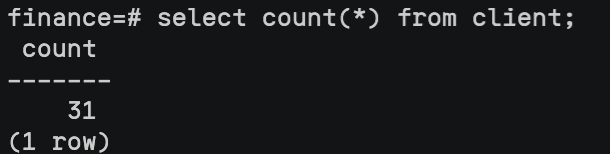 finance=# select count(*) from client;
 count
-------
    31
(1 row)